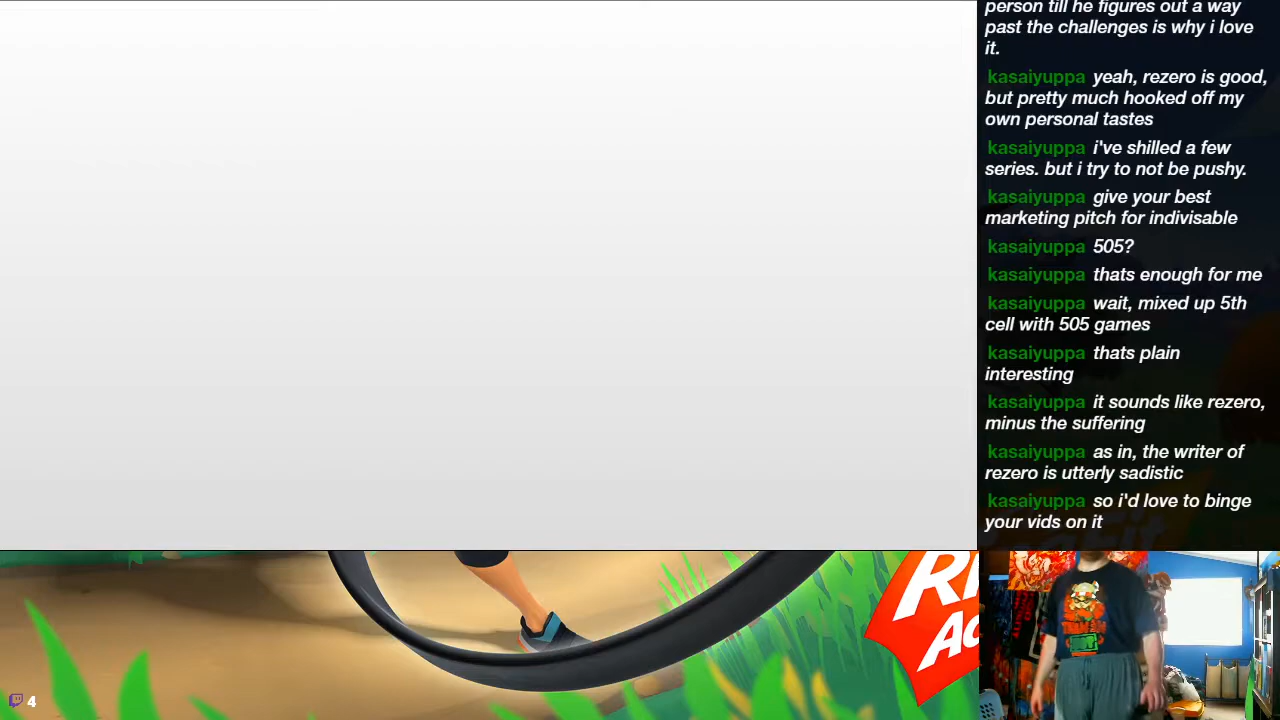 person till he figures out a way
past the challenges is why i love
it.
kasaiyuppa yeah, rezero is good,
but pretty much hooked off my
own personal tastes
kasaiyuppa i've shilled a few
series. but i try to not be pushy.
kasaiyuppa give your best
marketing pitch for indivisable
kasaiyuppa 505?
kasaiyuppa thats enough for me
kasaiyuppa wait, mixed up 5th
cell with 505 games
kasaiyuppa thats plain
interesting
kasaiyuppa it sounds like rezero,
minus the suffering
kasaiyuppa as in, the writer of
rezero is utterly sadistic
kasaiyuppa so i'd love to binge
your vids on it
4